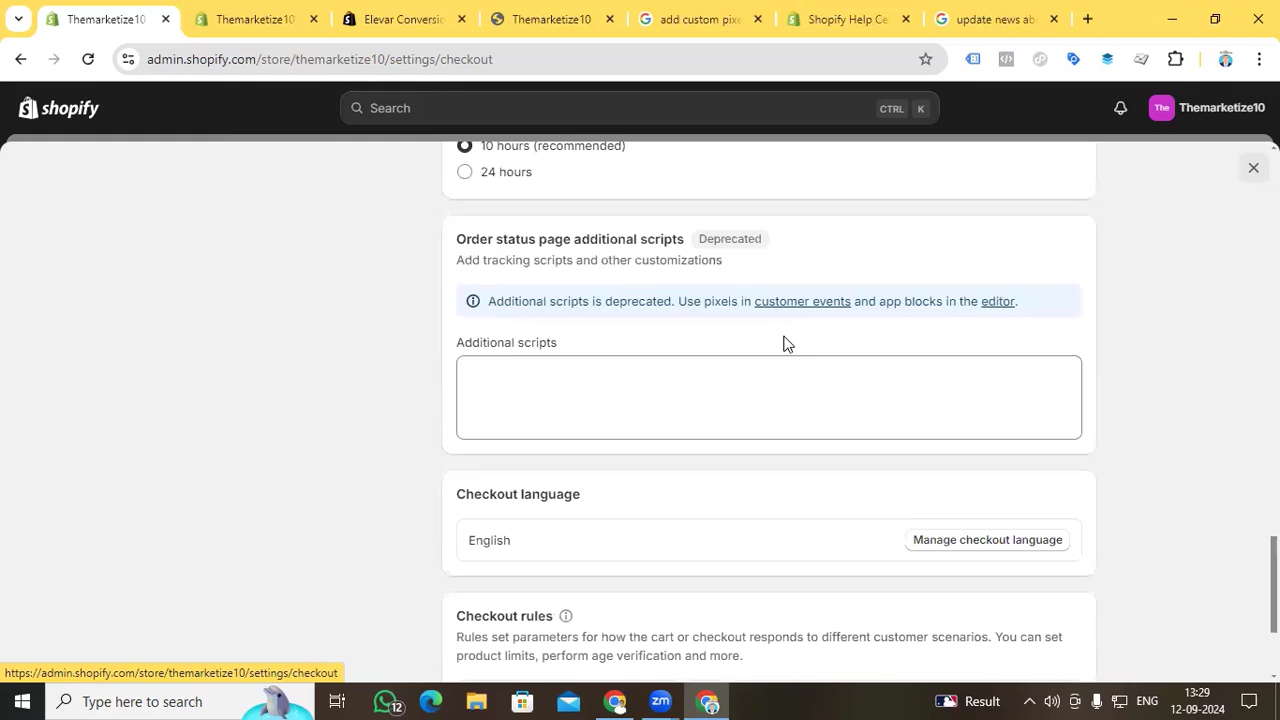 Themarketize10
Themarketize10
Elevar Conversio
Themarketize10
add custom pixe
Shopify Help Ce
update news abo
admin.shopify.com/store/themarketize10/settings/checkout
shopify
Search
CTRL K
The
Themarketize10
10 hours (recommended)
24 hours
Order status page additional scripts
Deprecated
Add tracking scripts and other customizations
Additional scripts is deprecated. Use pixels in customer events and app blocks in the editor.
Additional scripts
Checkout language
English
Manage checkout language
Checkout rules
Rules set parameters for how the cart or checkout responds to different customer scenarios. You can set
product limits, perform age verification and more.
https://admin.shopify.com/store/themarketize10/settings/checkout
Type here to search
12
Result
ENG
13:29
12-09-2024